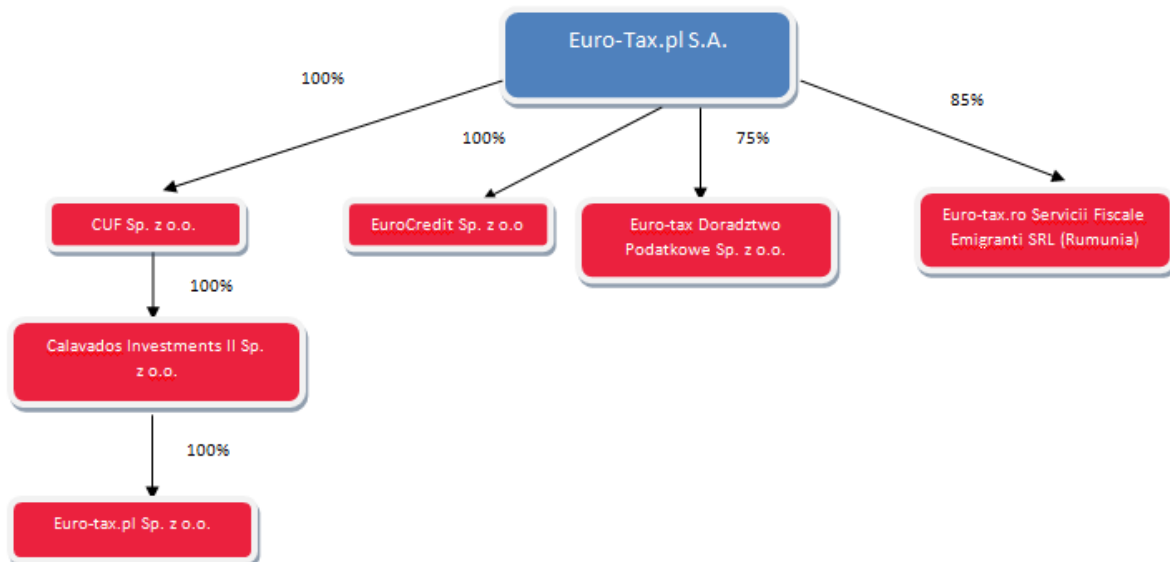 Euro-Tax.pl S.A.
100%
85%
100%
75%
CUF Sp. z o.o.
EuroCredit Sp. z o.o
Euro-tax Doradztwo
Podatkowe Sp. z o.o.
Euro-tax.ro Servicii Fiscale
Emigranti SRL (Rumunia)
100%
Calavados Investments II Sp.
z o.o.
100%
Euro-tax.pl Sp. z o.o.